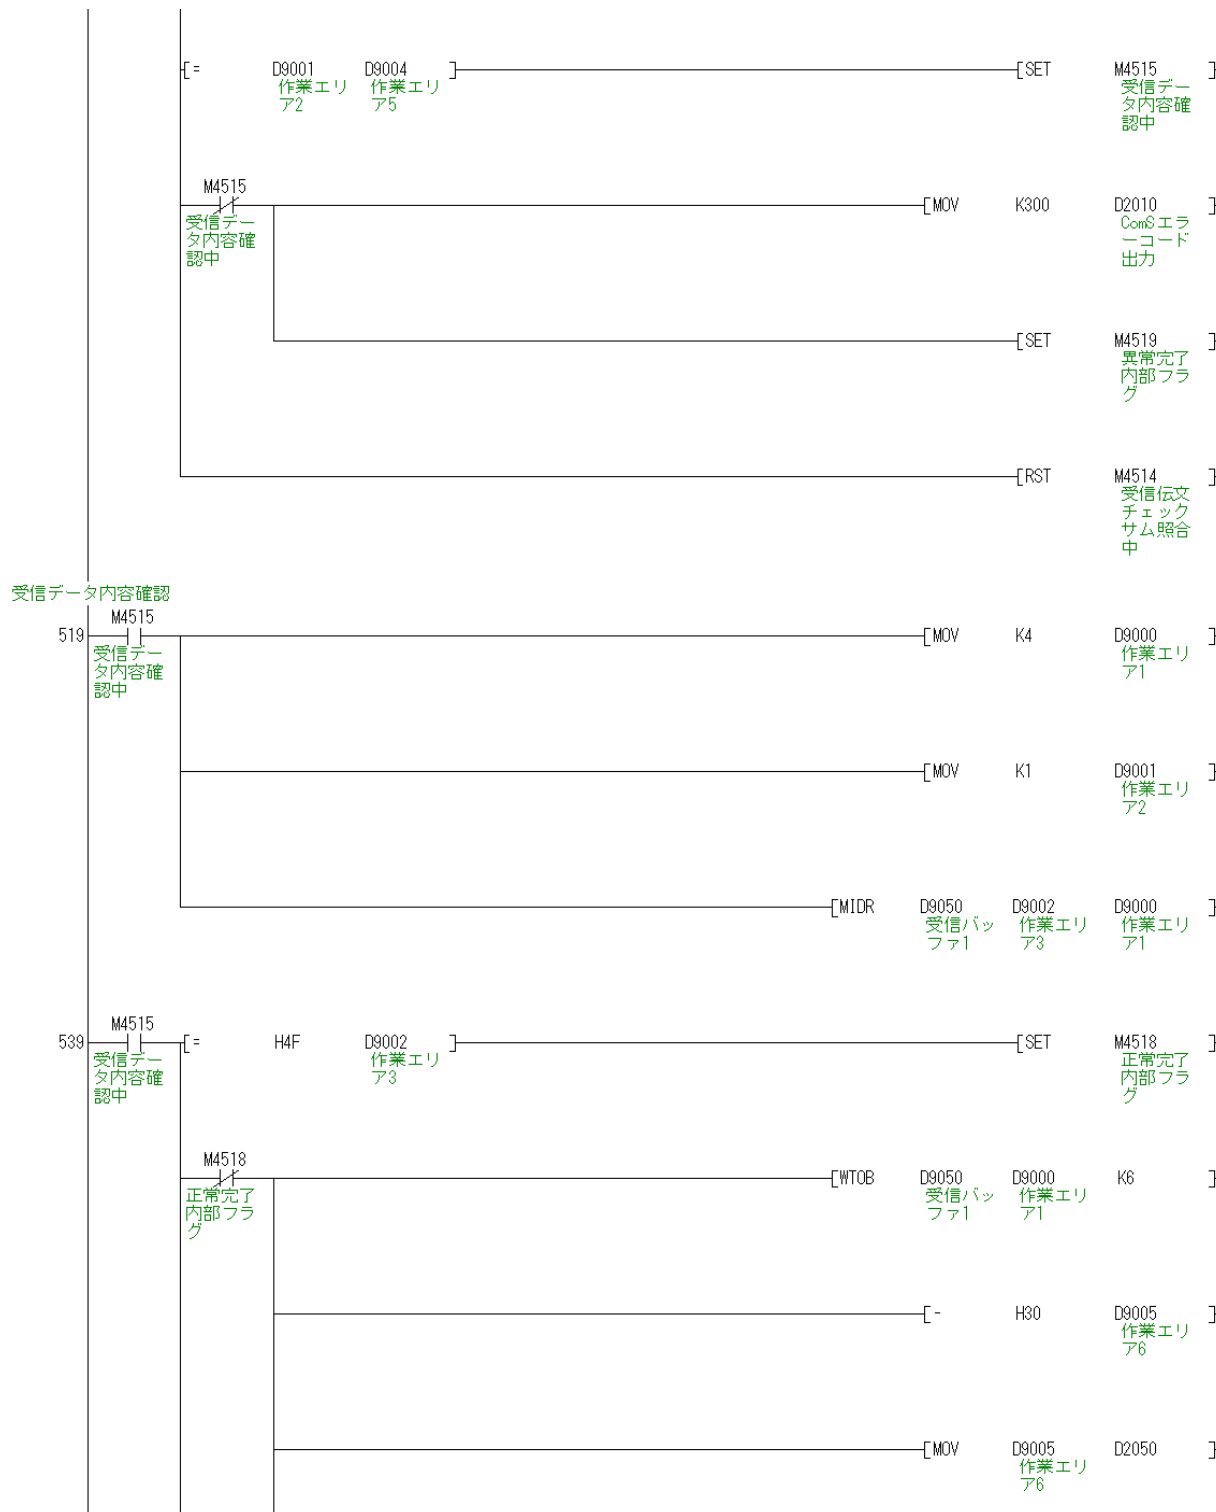 [= D9001 D9004 ] [SET M4515 ]
作業エリ 作業エリ 受信デー
ア2 ア5 タ内容確
認中
M4515
[MOV K300 D2010 ]
受信デー ComSエラ
タ内容確 ーコード
認中 出力
[SET M4519 ]
異常完了
内部フラ
グ
[RST M4514 ]
受信伝文
チェック
サム照合
中
受信データ内容確認
M4515
519 [MOV K4 D9000 ]
受信デー 作業エリ
タ内容確 ア1
認中
[MOV K1 D9001 ]
作業エリ
ア2
[MIDR D9050 D9002 D9000 ]
受信バッ 作業エリ 作業エリ
ファ1 ア3 ア1
M4515
539 [= H4F D9002 ] [SET M4518 ]
受信デー 作業エリ 正常完了
タ内容確 ア3 内部フラ
認中 グ
M4518
[WTOB D9050 D9000 K6 ]
正常完了 受信バッ 作業エリ
内部フラ ファ1 ア1
グ
[- H30 D9005 ]
作業エリ
ア6
[MOV D9005 D2050 ]
作業エリ
ア6